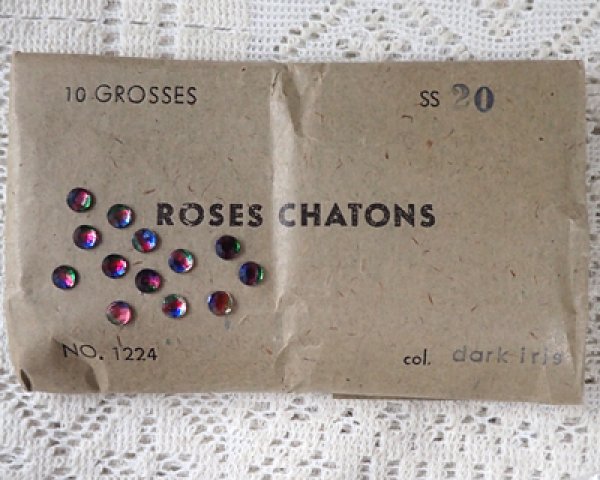 10 GROSSES SS 20
ROSES CHATONS
NO. 1224 col. dark iris